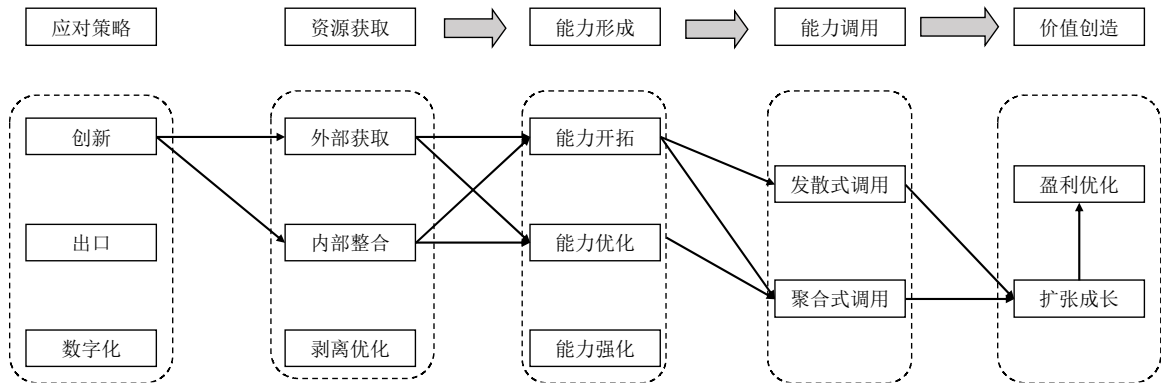 应对策略
资源获取
能力形成
能力调用
价值创造
创新
外部获取
能力开拓
发散式调用
盈利优化
出口
内部整合
能力优化
聚合式调用
扩张成长
数字化
剥离优化
能力强化